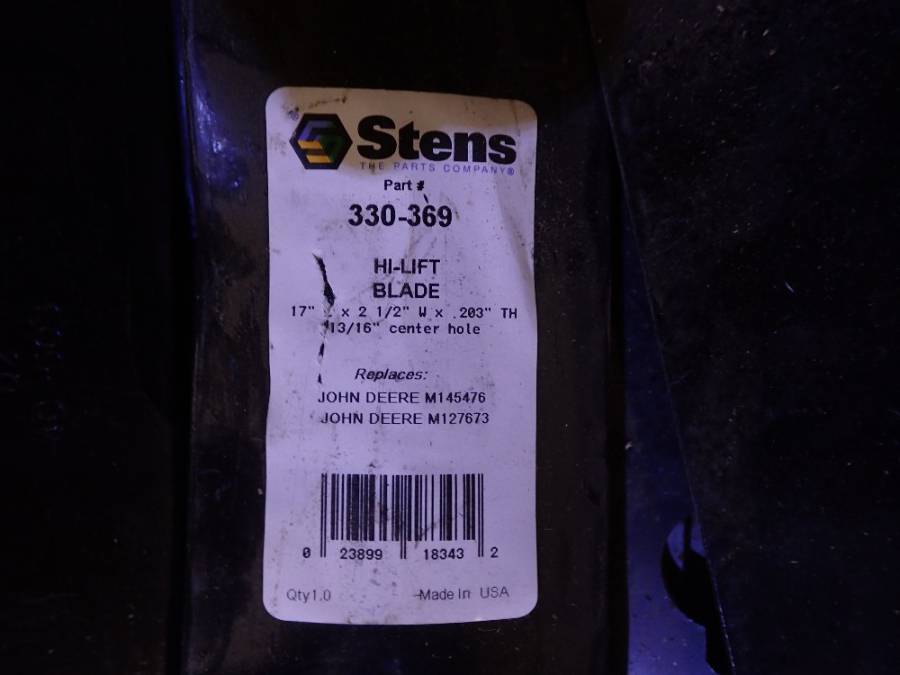 Stens
THE PARTS COMPANY®
Part #
330-369
HI-LIFT
BLADE
17" x 2 1/2" W x .203" TH
13/16" center hole
Replaces:
JOHN DEERE M145476
JOHN DEERE M127673
0 23899 18343 2
Qty1.0 Made In USA